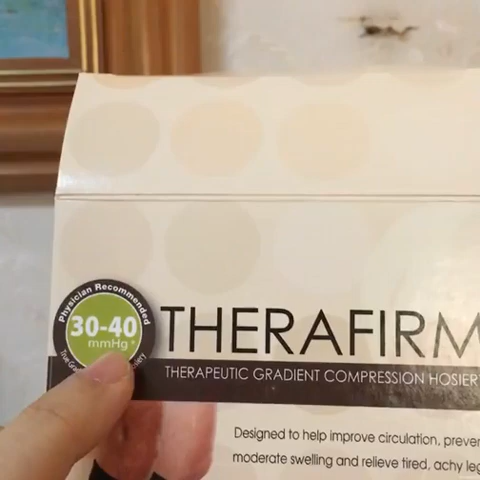 Physician Recommended
30-40
mmHg*
THERAFIRM
THERAPEUTIC GRADIENT COMPRESSION HOSIER
Designed to help improve circulation, preven
moderate swelling and relieve tired, achy leg